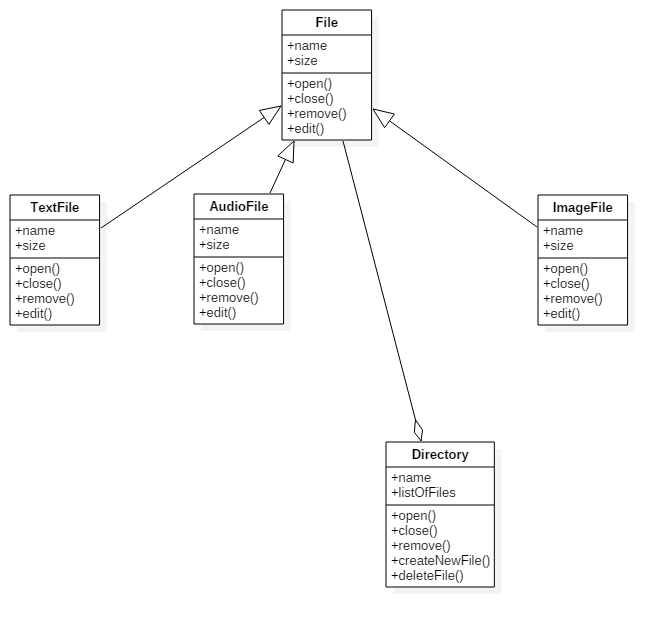 File
+name
+size
+open()
+close()
+remove()
+edit()
TextFile
+name
+size
+open()
+close()
+remove()
+edit()
AudioFile
+name
+size
+open()
+close()
+remove()
+edit()
ImageFile
+name
+size
+open()
+close()
+remove()
+edit()
Directory
+name
+listOfFiles
+open()
+close()
+remove()
+createNewFile()
+deleteFile()